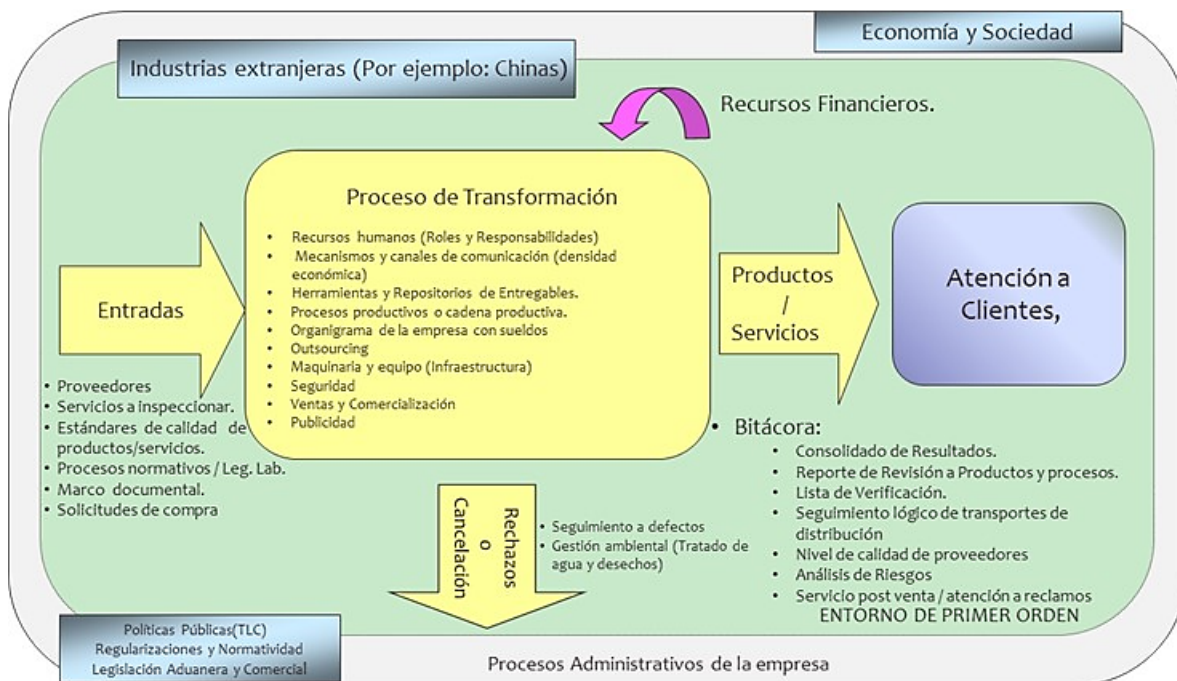 Economía y Sociedad
Industrias extranjeras (Por ejemplo: Chinas)
Recursos Financieros.
Proceso de Transformación
• Recursos humanos (Roles y Responsabilidades)
• Mecanismos y canales de comunicación (densidad
económica)
• Herramientas y Repositorios de Entregables.
• Procesos productivos o cadena productiva.
• Organigrama de la empresa con sueldos
• Outsourcing
• Maquinaria y equipo (Infraestructura)
• Seguridad
• Ventas y Comercialización
• Publicidad
Entradas
• Proveedores
• Servicios a inspeccionar.
• Estándares de calidad de
productos/servicios.
• Procesos normativos / Leg. Lab.
• Marco documental.
• Solicitudes de compra
Productos
/
Servicios
Atención a
Clientes,
• Bitácora:
• Consolidado de Resultados.
• Reporte de Revisión a Productos y procesos.
• Lista de Verificación.
• Seguimiento lógico de transportes de
distribución
• Nivel de calidad de proveedores
• Análisis de Riesgos
• Servicio post venta / atención a reclamos
ENTORNO DE PRIMER ORDEN
Rechazos
o
Cancelación
• Seguimiento a defectos
• Gestión ambiental (Tratado de
agua y desechos)
Políticas Públicas(TLC)
Regularizaciones y Normatividad
Legislación Aduanera y Comercial
Procesos Administrativos de la empresa